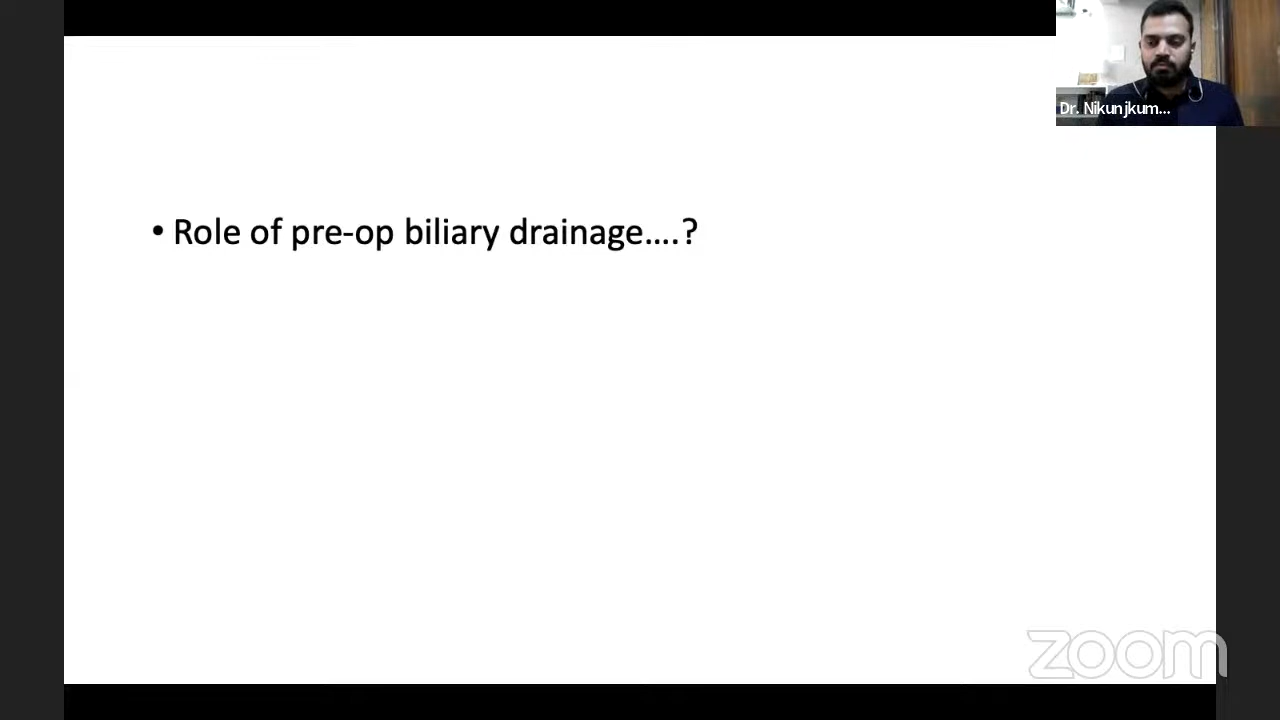 Dr. Nikunjkum...
• Role of pre-op biliary drainage....?
zoom